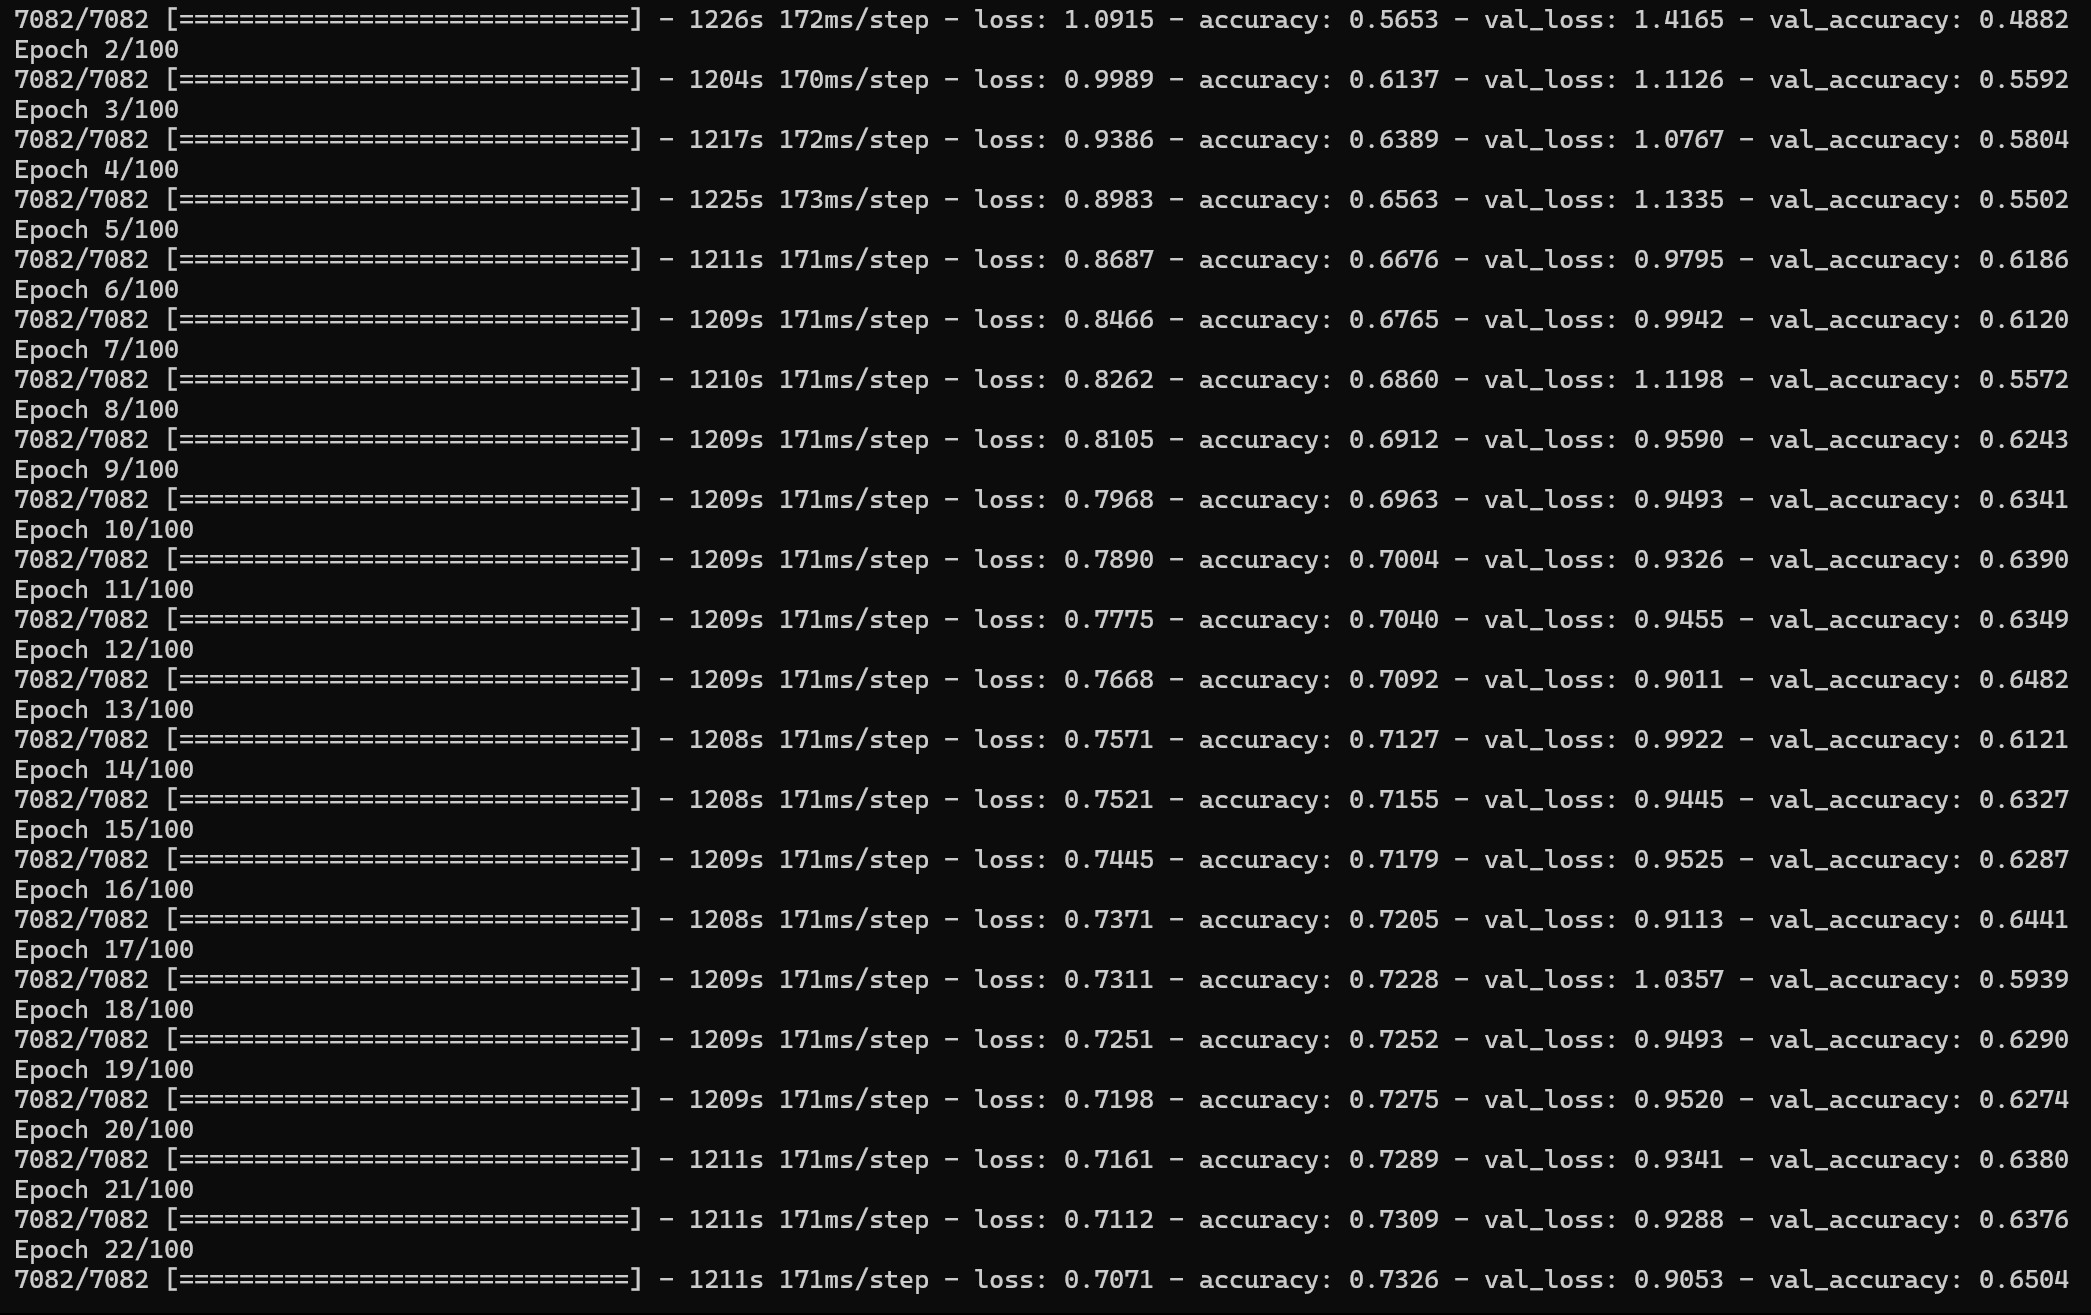 7082/7082 [==============================] - 1226s 172ms/step - loss: 1.0915 - accuracy: 0.5653 - val_loss: 1.4165 - val_accuracy: 0.4882
Epoch 2/100
7082/7082 [==============================] - 1204s 170ms/step - loss: 0.9989 - accuracy: 0.6137 - val_loss: 1.1126 - val_accuracy: 0.5592
Epoch 3/100
7082/7082 [==============================] - 1217s 172ms/step - loss: 0.9386 - accuracy: 0.6389 - val_loss: 1.0767 - val_accuracy: 0.5804
Epoch 4/100
7082/7082 [==============================] - 1225s 173ms/step - loss: 0.8983 - accuracy: 0.6563 - val_loss: 1.1335 - val_accuracy: 0.5502
Epoch 5/100
7082/7082 [==============================] - 1211s 171ms/step - loss: 0.8687 - accuracy: 0.6676 - val_loss: 0.9795 - val_accuracy: 0.6186
Epoch 6/100
7082/7082 [==============================] - 1209s 171ms/step - loss: 0.8466 - accuracy: 0.6765 - val_loss: 0.9942 - val_accuracy: 0.6120
Epoch 7/100
7082/7082 [==============================] - 1210s 171ms/step - loss: 0.8262 - accuracy: 0.6860 - val_loss: 1.1198 - val_accuracy: 0.5572
Epoch 8/100
7082/7082 [==============================] - 1209s 171ms/step - loss: 0.8105 - accuracy: 0.6912 - val_loss: 0.9590 - val_accuracy: 0.6243
Epoch 9/100
7082/7082 [==============================] - 1209s 171ms/step - loss: 0.7968 - accuracy: 0.6963 - val_loss: 0.9493 - val_accuracy: 0.6341
Epoch 10/100
7082/7082 [==============================] - 1209s 171ms/step - loss: 0.7890 - accuracy: 0.7004 - val_loss: 0.9326 - val_accuracy: 0.6390
Epoch 11/100
7082/7082 [==============================] - 1209s 171ms/step - loss: 0.7775 - accuracy: 0.7040 - val_loss: 0.9455 - val_accuracy: 0.6349
Epoch 12/100
7082/7082 [==============================] - 1209s 171ms/step - loss: 0.7668 - accuracy: 0.7092 - val_loss: 0.9011 - val_accuracy: 0.6482
Epoch 13/100
7082/7082 [==============================] - 1208s 171ms/step - loss: 0.7571 - accuracy: 0.7127 - val_loss: 0.9922 - val_accuracy: 0.6121
Epoch 14/100
7082/7082 [==============================] - 1208s 171ms/step - loss: 0.7521 - accuracy: 0.7155 - val_loss: 0.9445 - val_accuracy: 0.6327
Epoch 15/100
7082/7082 [==============================] - 1209s 171ms/step - loss: 0.7445 - accuracy: 0.7179 - val_loss: 0.9525 - val_accuracy: 0.6287
Epoch 16/100
7082/7082 [==============================] - 1208s 171ms/step - loss: 0.7371 - accuracy: 0.7205 - val_loss: 0.9113 - val_accuracy: 0.6441
Epoch 17/100
7082/7082 [==============================] - 1209s 171ms/step - loss: 0.7311 - accuracy: 0.7228 - val_loss: 1.0357 - val_accuracy: 0.5939
Epoch 18/100
7082/7082 [==============================] - 1209s 171ms/step - loss: 0.7251 - accuracy: 0.7252 - val_loss: 0.9493 - val_accuracy: 0.6290
Epoch 19/100
7082/7082 [==============================] - 1209s 171ms/step - loss: 0.7198 - accuracy: 0.7275 - val_loss: 0.9520 - val_accuracy: 0.6274
Epoch 20/100
7082/7082 [==============================] - 1211s 171ms/step - loss: 0.7161 - accuracy: 0.7289 - val_loss: 0.9341 - val_accuracy: 0.6380
Epoch 21/100
7082/7082 [==============================] - 1211s 171ms/step - loss: 0.7112 - accuracy: 0.7309 - val_loss: 0.9288 - val_accuracy: 0.6376
Epoch 22/100
7082/7082 [==============================] - 1211s 171ms/step - loss: 0.7071 - accuracy: 0.7326 - val_loss: 0.9053 - val_accuracy: 0.6504